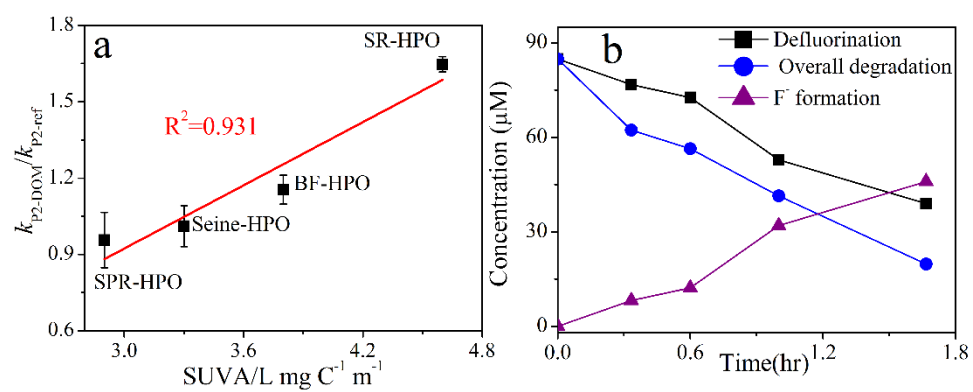 a
1.8
1.5
1.2
0.9
0.6
k_P2-DOM/k_P2-ref
SR-HPO
R²=0.931
BF-HPO
Seine-HPO
SPR-HPO
3.0 3.6 4.2 4.8
SUVA/L mg C⁻¹ m⁻¹
b
90
60
30
0
Concentration (μM)
Defluorination
Overall degradation
F⁻ formation
0.0 0.6 1.2 1.8
Time(hr)